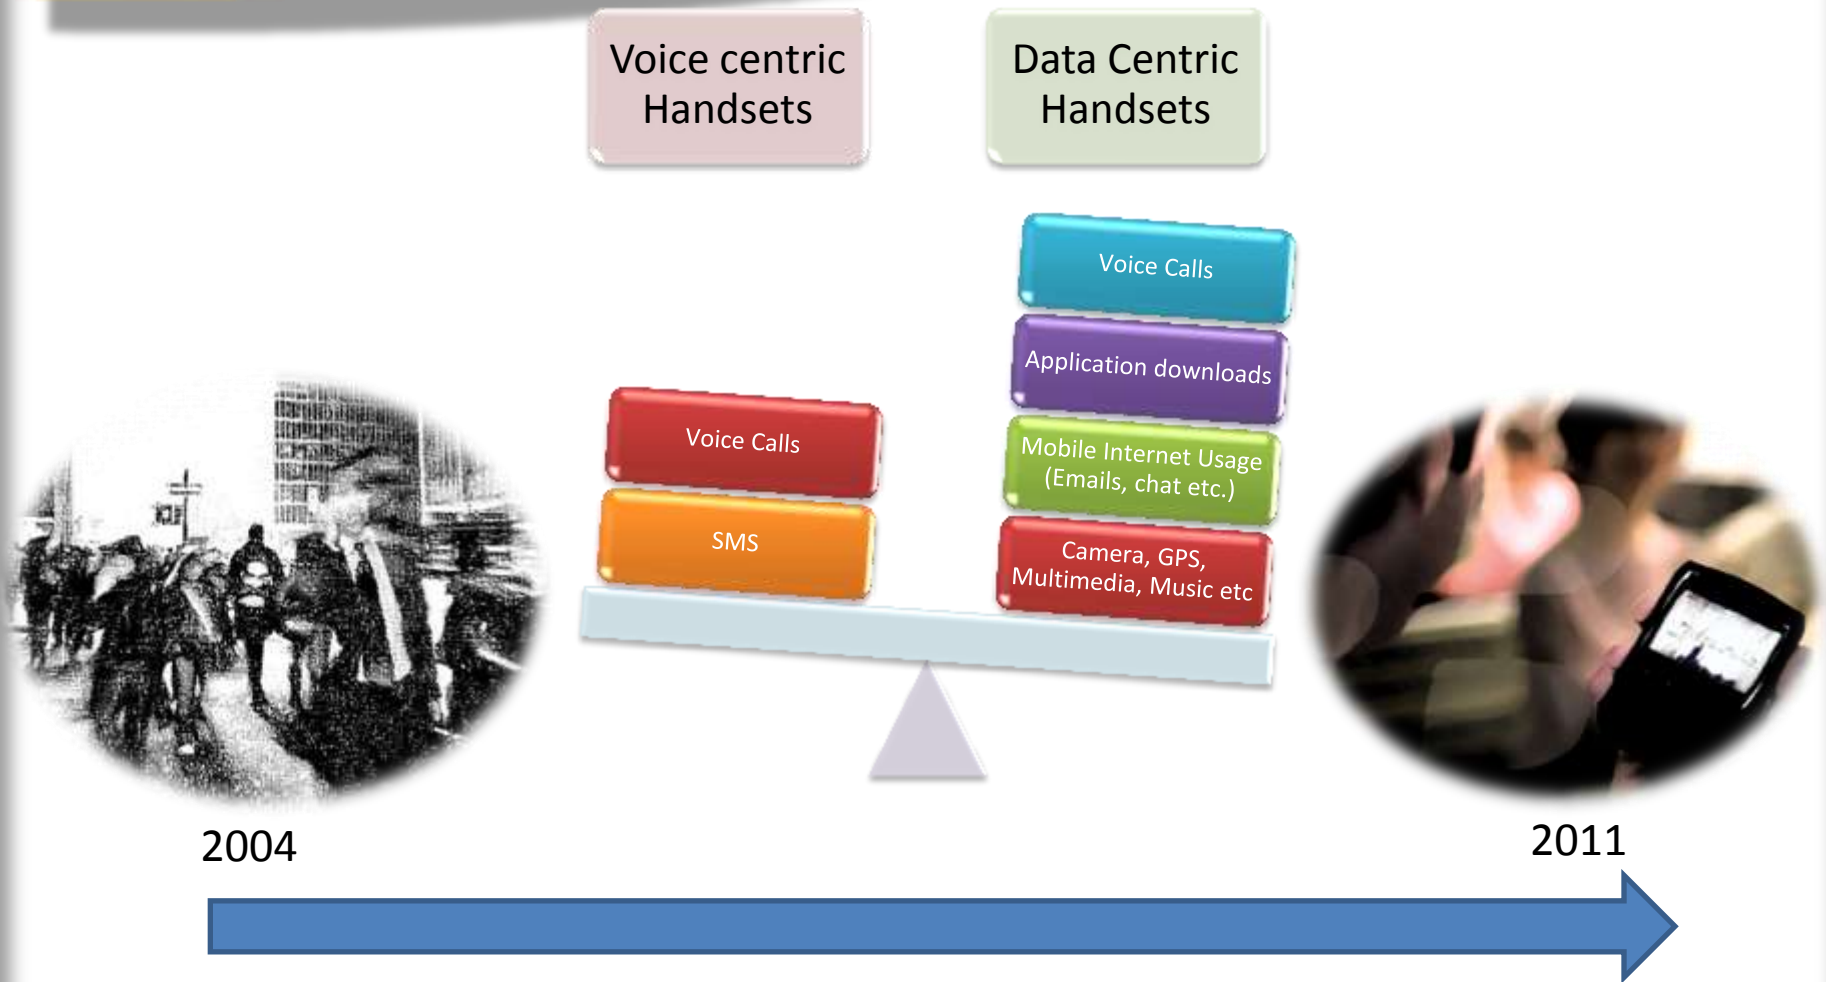 Voice centric
Handsets
Data Centric
Handsets
Voice Calls
SMS
Voice Calls
Application downloads
Mobile Internet Usage
(Emails, chat etc.)
Camera, GPS,
Multimedia, Music etc
2004
2011